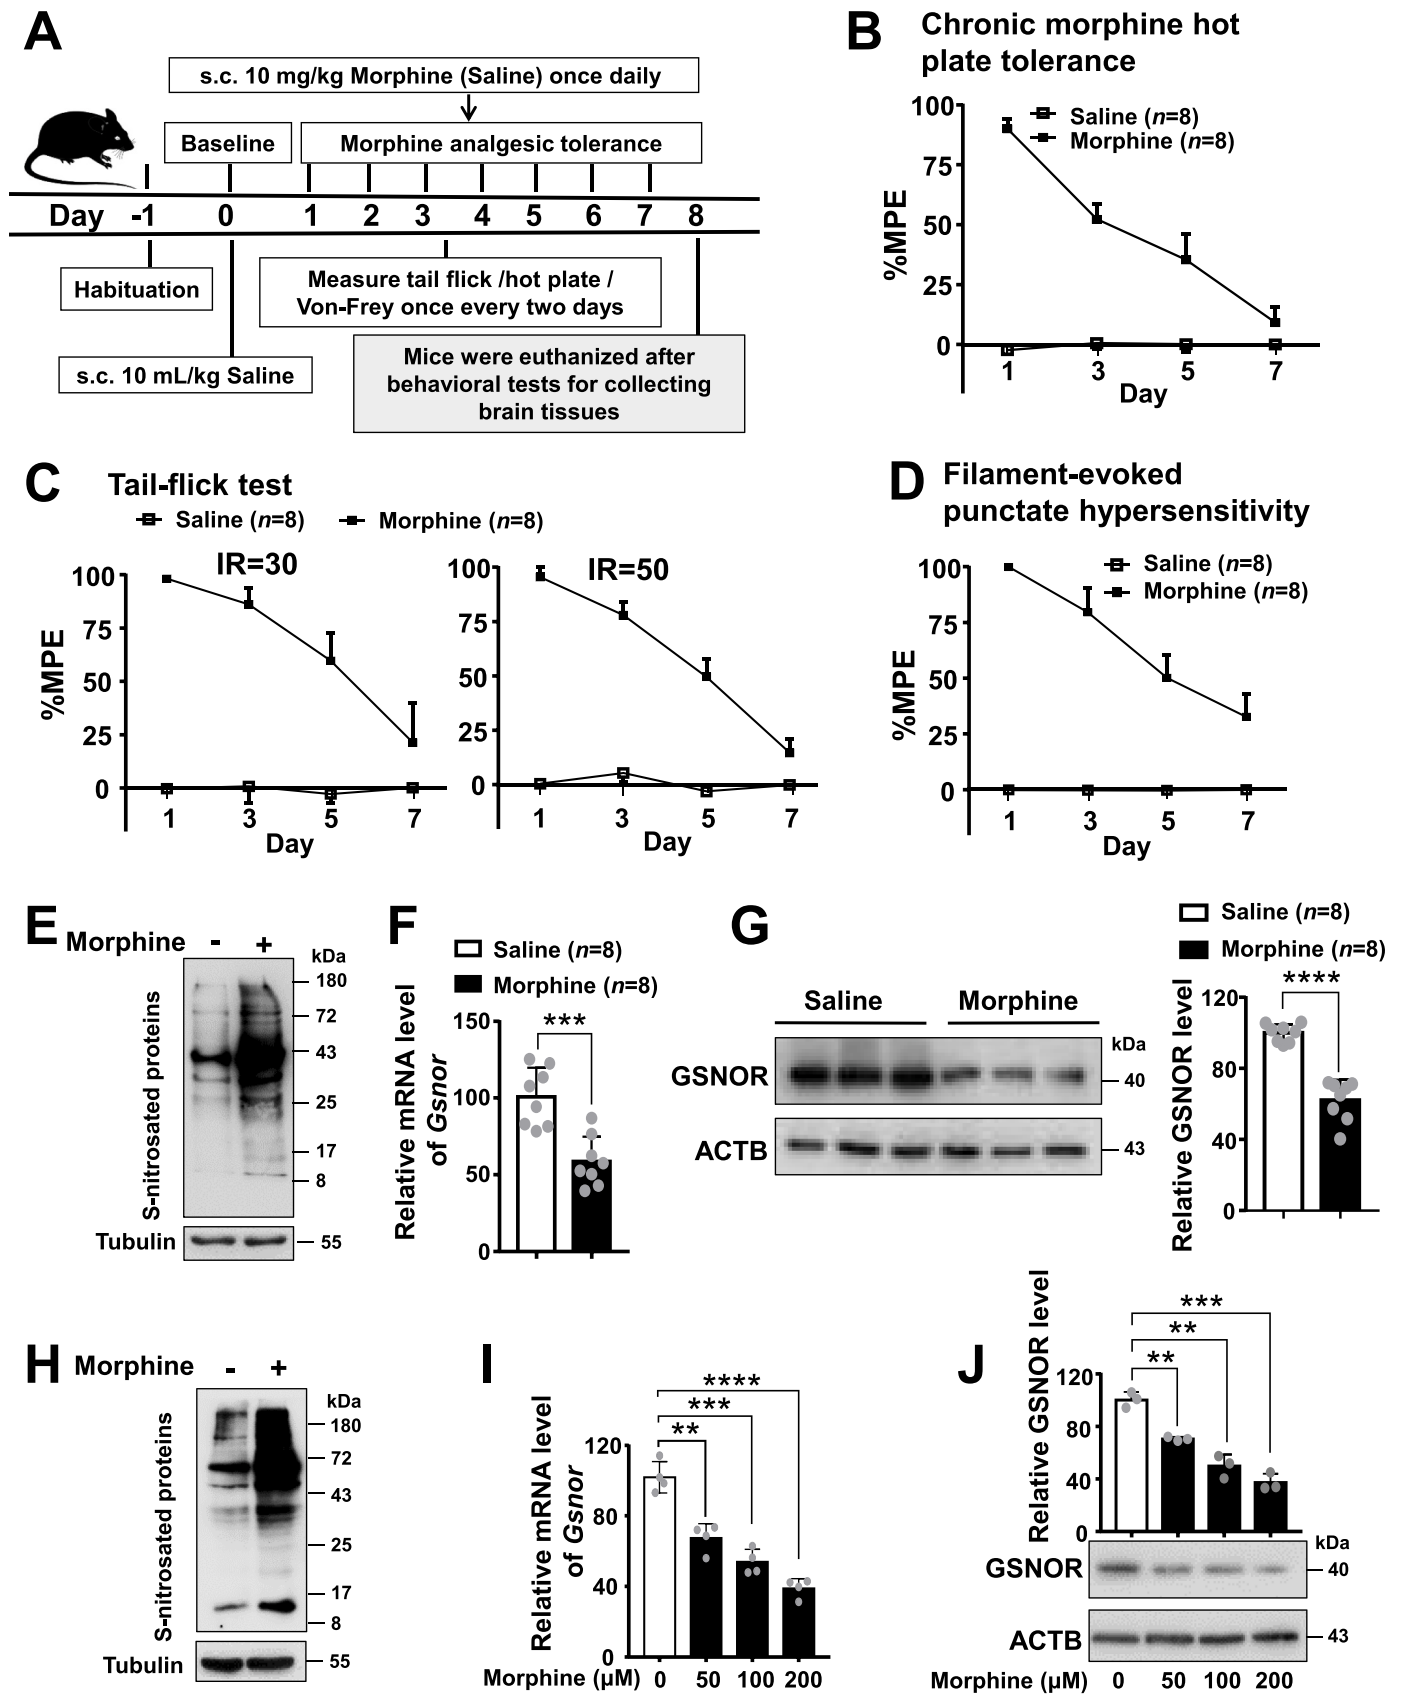 A
s.c. 10 mg/kg Morphine (Saline) once daily
Baseline
Morphine analgesic tolerance
Day -1 0 1 2 3 4 5 6 7 8
Habituation
Measure tail flick /hot plate /
Von-Frey once every two days
s.c. 10 mL/kg Saline
Mice were euthanized after
behavioral tests for collecting
brain tissues
B
Chronic morphine hot
plate tolerance
Saline (n=8)
Morphine (n=8)
%MPE
100
75
50
25
0
1 3 5 7
Day
C
Tail-flick test
Saline (n=8) Morphine (n=8)
IR=30
%MPE
100
75
50
25
0
1 3 5 7
Day
IR=50
100
75
50
25
0
1 3 5 7
Day
D
Filament-evoked
punctate hypersensitivity
Saline (n=8)
Morphine (n=8)
%MPE
100
75
50
25
0
1 3 5 7
Day
E
Morphine - +
kDa
180
72
43
25
17
8
S-nitrosated proteins
Tubulin
55
F
Saline (n=8)
Morphine (n=8)
Relative mRNA level
of Gsnor
150
100
50
0
***
G
Saline Morphine
kDa
GSNOR
40
ACTB
43
Saline (n=8)
Morphine (n=8)
****
Relative GSNOR level
120
80
40
0
H
Morphine - +
kDa
180
72
43
25
17
8
S-nitrosated proteins
Tubulin
55
I
Relative mRNA level
of Gsnor
****
***
**
120
80
40
0
Morphine (μM) 0 50 100 200
J
Relative GSNOR level
***
**
**
120
80
40
0
kDa
GSNOR
40
ACTB
43
Morphine (μM) 0 50 100 200